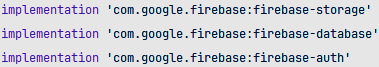 implementation 'com.google.firebase:firebase-storage'
implementation 'com.google.firebase:firebase-database'
implementation 'com.google.firebase:firebase-auth'